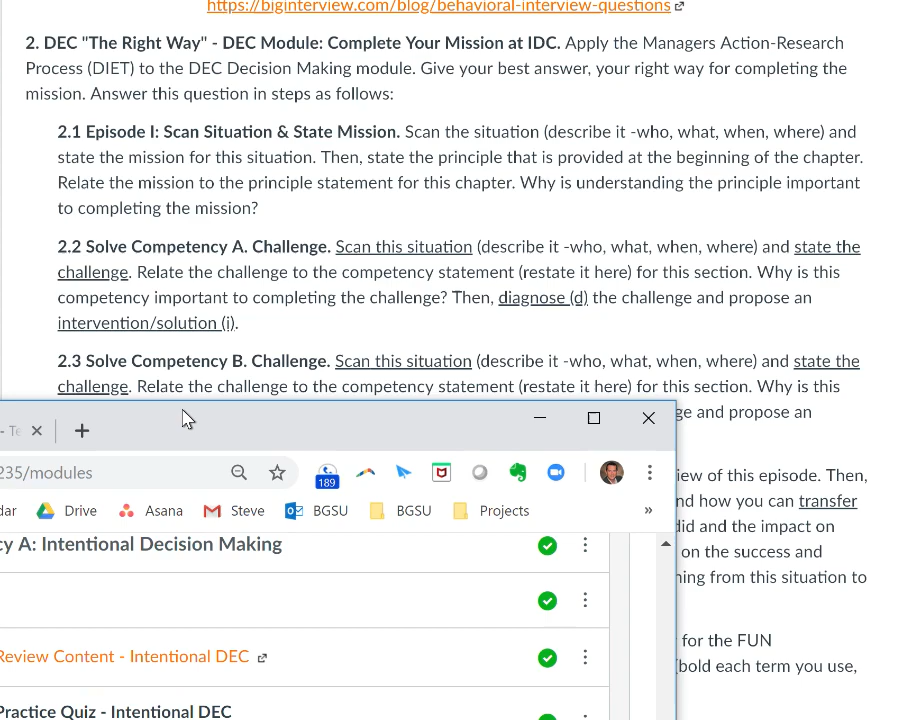 https://biginterview.com/blog/behavioral-interview-questions
2. DEC "The Right Way" - DEC Module: Complete Your Mission at IDC. Apply the Managers Action-Research
Process (DIET) to the DEC Decision Making module. Give your best answer, your right way for completing the
mission. Answer this question in steps as follows:
2.1 Episode I: Scan Situation & State Mission. Scan the situation (describe it -who, what, when, where) and
state the mission for this situation. Then, state the principle that is provided at the beginning of the chapter.
Relate the mission to the principle statement for this chapter. Why is understanding the principle important
to completing the mission?
2.2 Solve Competency A. Challenge. Scan this situation (describe it -who, what, when, where) and state the
challenge. Relate the challenge to the competency statement (restate it here) for this section. Why is this
competency important to completing the challenge? Then, diagnose (d) the challenge and propose an
intervention/solution (i).
2.3 Solve Competency B. Challenge. Scan this situation (describe it -who, what, when, where) and state the
challenge. Relate the challenge to the competency statement (restate it here) for this section. Why is this
ge and propose an
- Te
235/modules
189
iew of this episode. Then,
nd how you can transfer
dar Drive Asana Steve BGSU BGSU Projects »
did and the impact on
cy A: Intentional Decision Making
on the success and
ning from this situation to
for the FUN
Review Content - Intentional DEC
(bold each term you use,
Practice Quiz - Intentional DEC